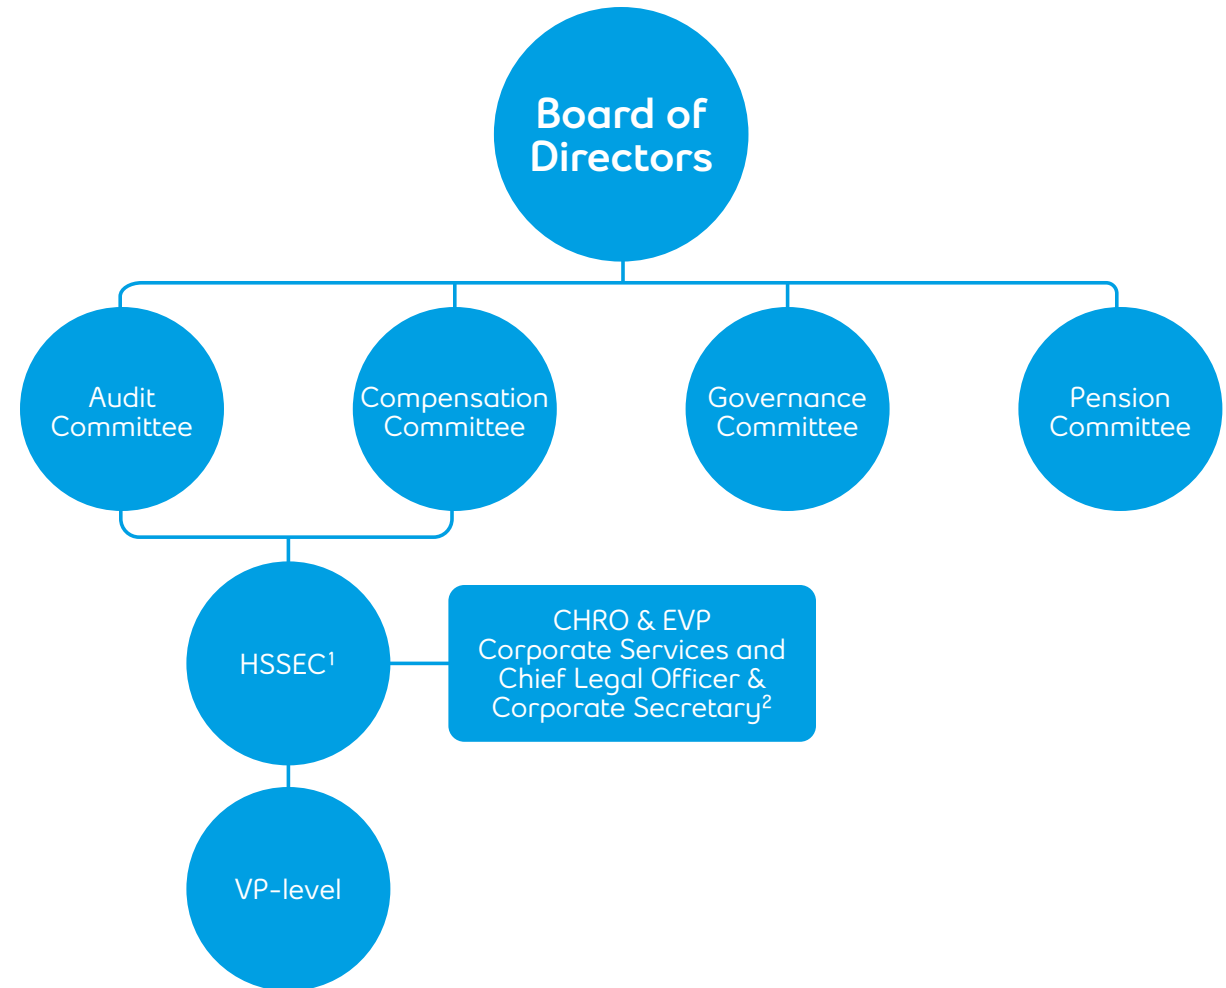 Board of
Directors
Audit
Committee
Compensation
Committee
Governance
Committee
Pension
Committee
HSSEC¹
CHRO & EVP
Corporate Services and
Chief Legal Officer &
Corporate Secretary²
VP-level